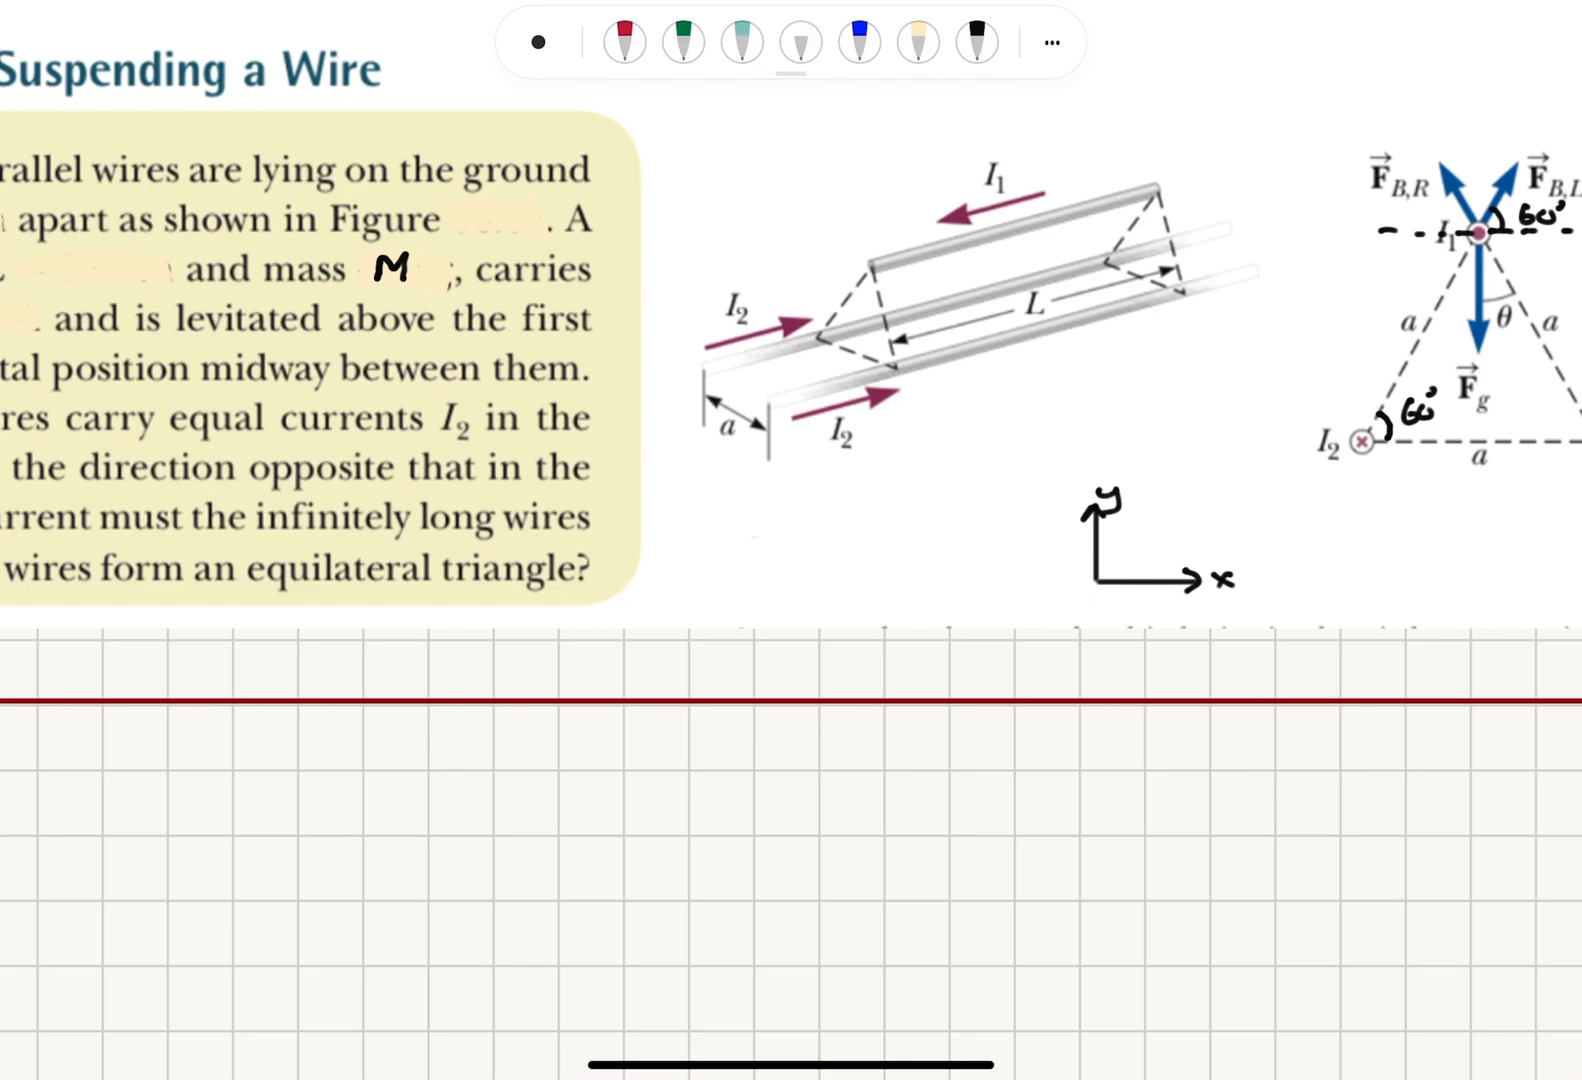 Suspending a Wire
rallel wires are lying on the ground
apart as shown in Figure . A
and mass M , carries
. and is levitated above the first
tal position midway between them.
res carry equal currents I₂ in the
the direction opposite that in the
rrent must the infinitely long wires
wires form an equilateral triangle?
I₁
I₂
L
a
I₂
y
x
F⃗ B,R
F⃗ B,L
I₁
60°
a
θ
a
F⃗ g
60°
I₂
a